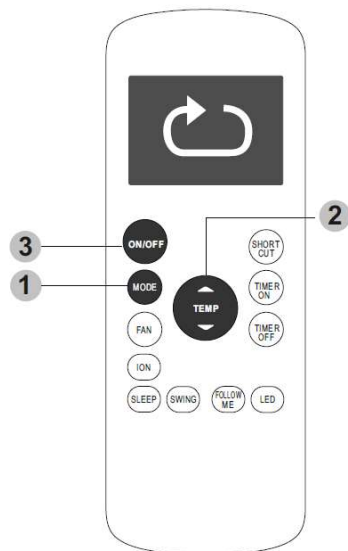 2
3
ON/OFF
SHORT
CUT
1
MODE
TEMP
TIMER
ON
FAN
TIMER
OFF
ION
SLEEP
SWING
FOLLOW
ME
LED